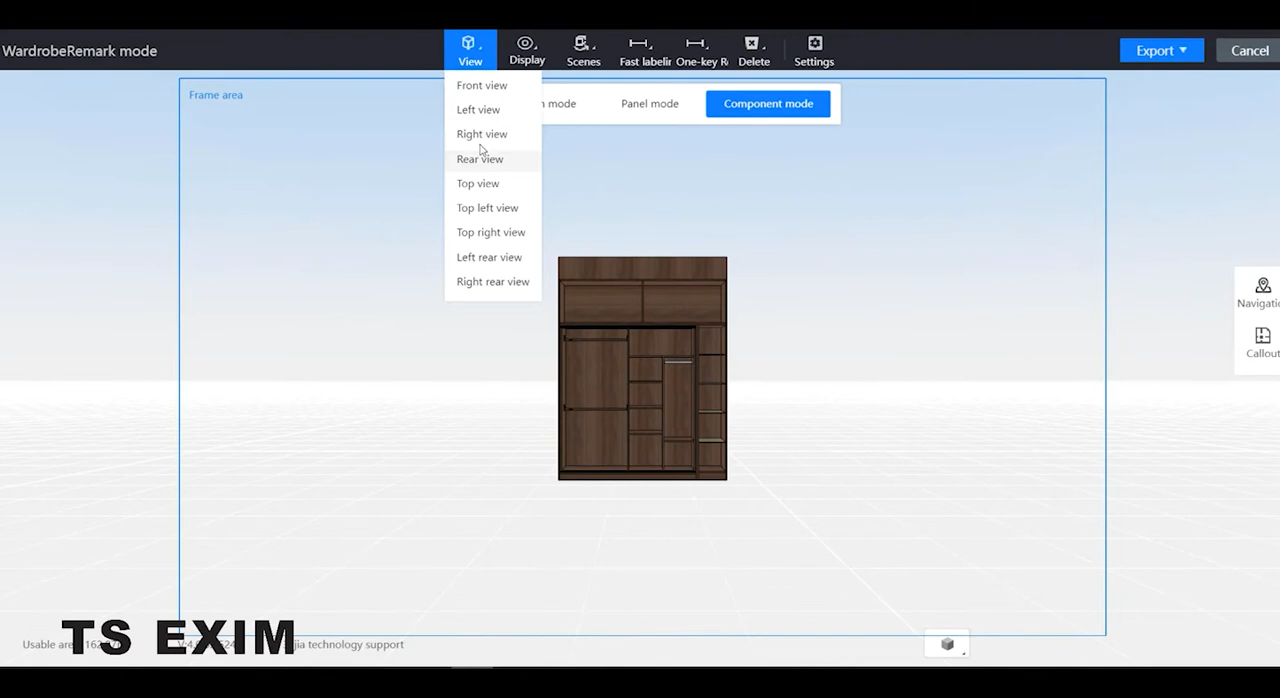 WardrobeRemark mode
View
Display
Scenes
Fast labelin
One-key R
Delete
Settings
Export
Cancel
Frame area
Front view
Left view
Right view
Rear view
Top view
Top left view
Top right view
Left rear view
Right rear view
mode
Panel mode
Component mode
Navigatio
Callout
TS EXIM
Usable are
jia technology support